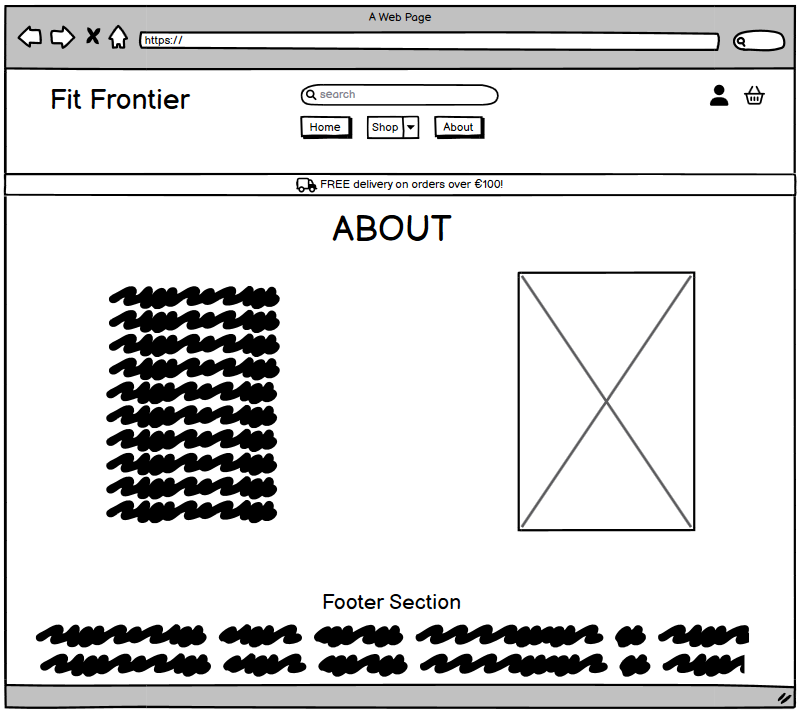 A Web Page
https://
Fit Frontier
search
Home Shop About
FREE delivery on orders over €100!
ABOUT
Footer Section